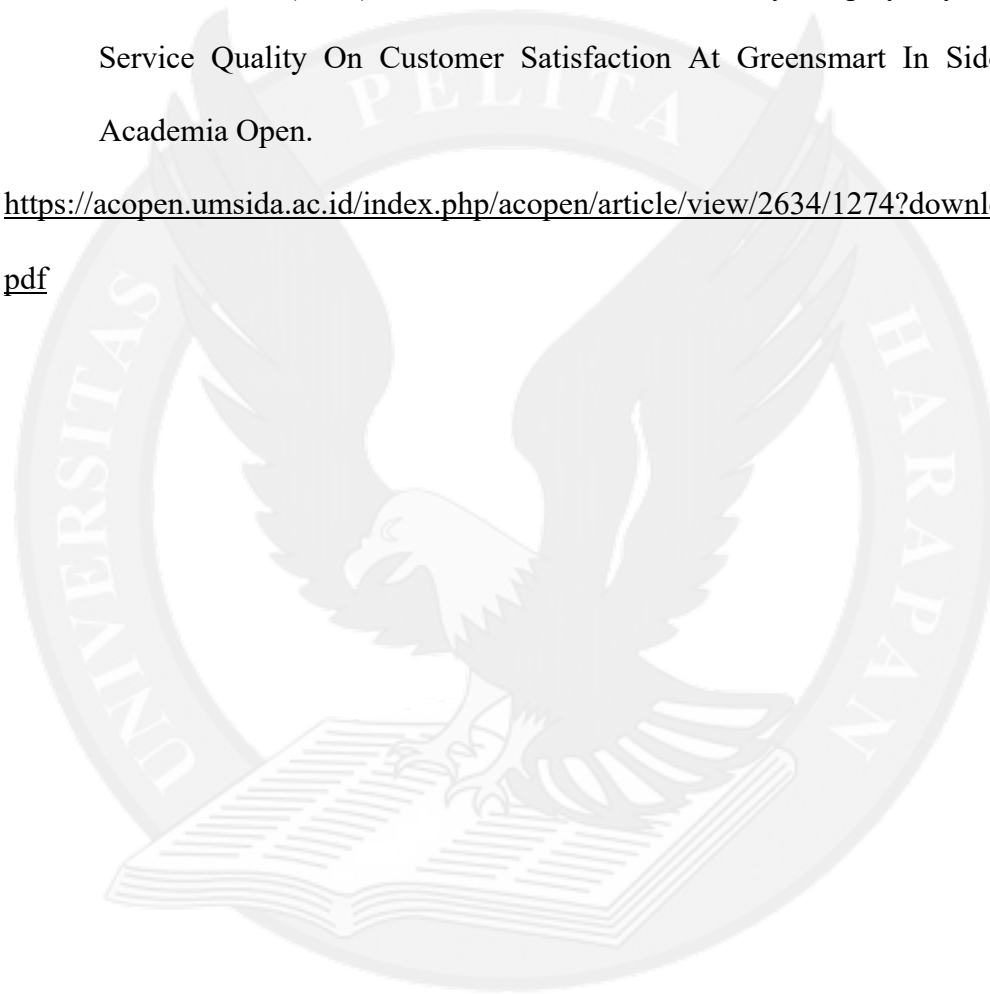 Service Quality On Customer Satisfaction At Greensmart In
Academia Open.
https://acopen.umsida.ac.id/index.php/acopen/article/view/2634/1274?downl
pdf
UNIVERSITAS
PELITA
HARAPAN